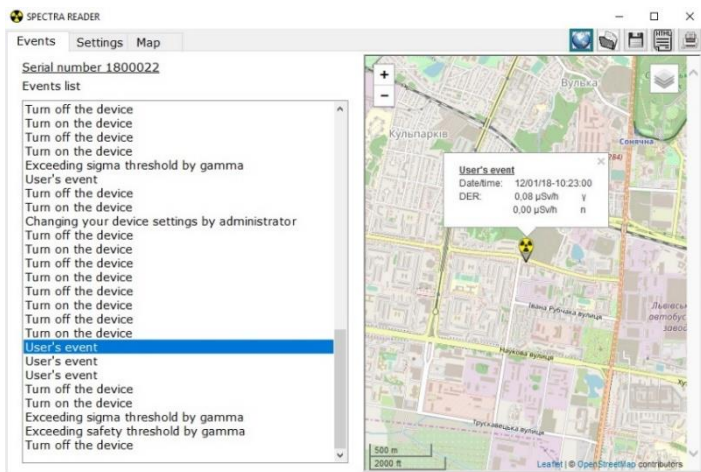 SPECTRA READER
Events Settings Map
Serial number 1800022
Events list
Turn off the device
Turn on the device
Turn off the device
Turn on the device
Exceeding sigma threshold by gamma
User's event
Turn off the device
Turn on the device
Changing your device settings by administrator
Turn off the device
Turn on the device
Turn off the device
Turn on the device
Turn off the device
Turn on the device
Turn off the device
Turn on the device
User's event
User's event
User's event
Turn off the device
Turn on the device
Exceeding sigma threshold by gamma
Exceeding safety threshold by gamma
Turn off the device
HTML
+
−
Вулька
Кульпарків
Сонячна
784)
User's event
Date/time: 12/01/18-10:23:00
DER: 0,08 μSv/h γ
0,00 μSv/h n
Івана Рубчака вулиця
Наукова вулиця
Трускавецька вулиця
500 m
2000 ft
Leaflet | © OpenStreetMap contributors